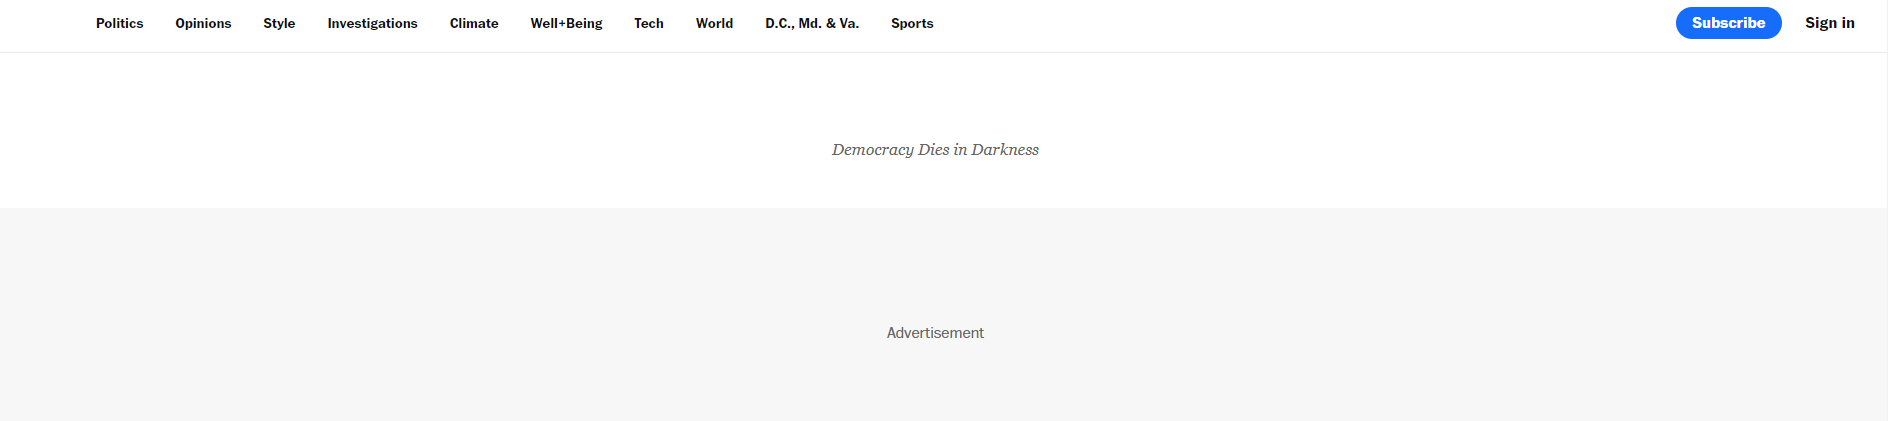 Politics Opinions Style Investigations Climate Well+Being Tech World D.C., Md. & Va. Sports Subscribe Sign in
Democracy Dies in Darkness
Advertisement